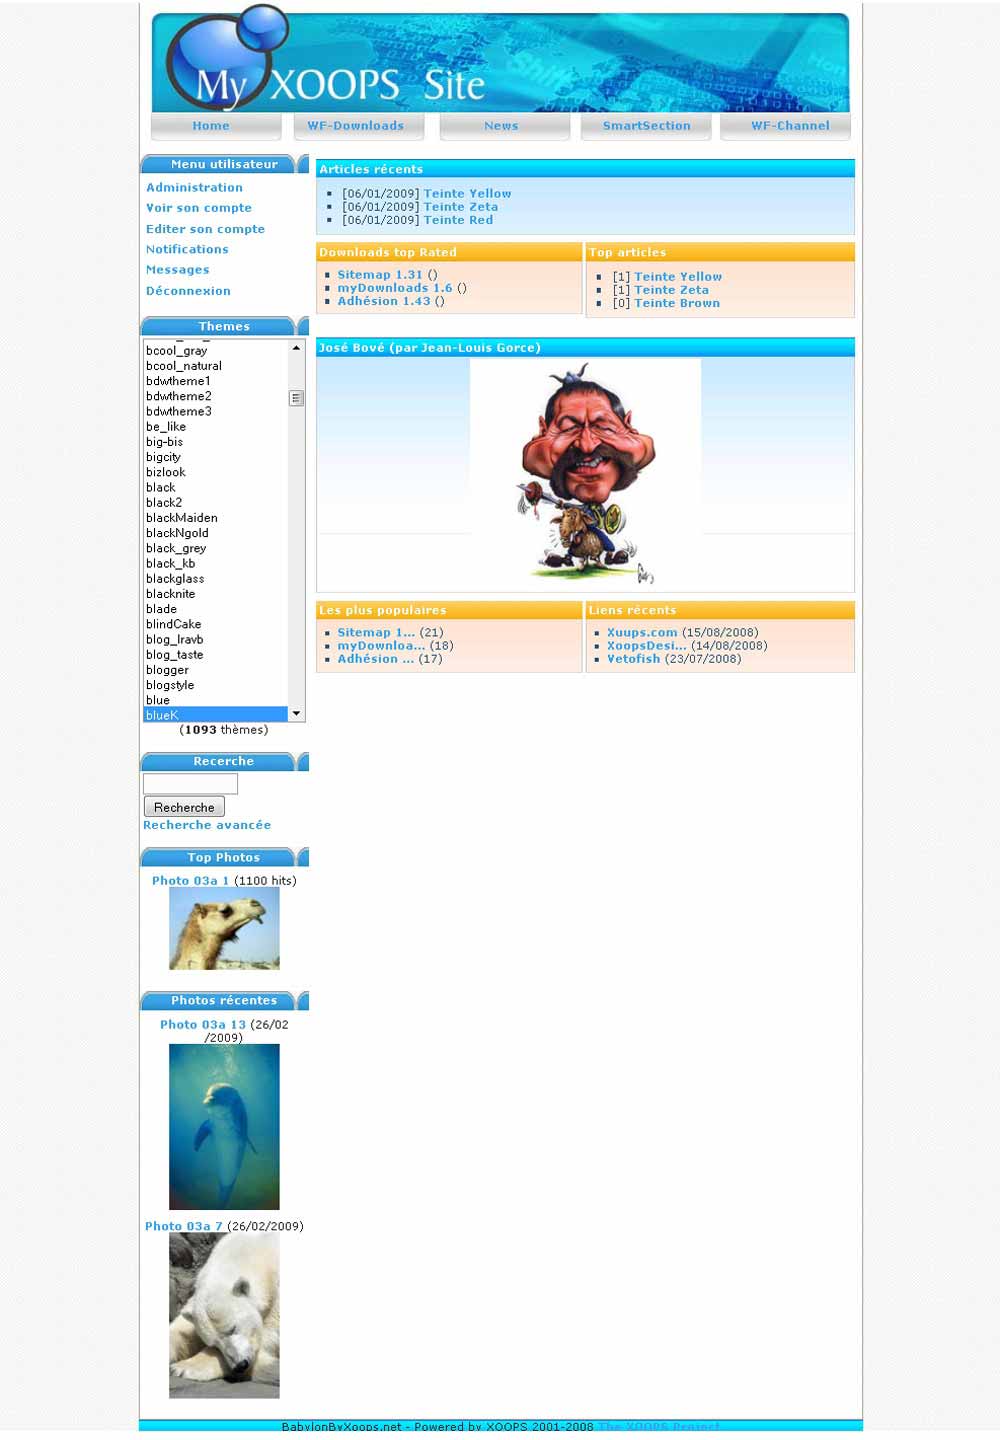 My XOOPS Site
Home
WF-Downloads
News
SmartSection
WF-Channel
Menu utilisateur
Administration
Voir son compte
Editer son compte
Notifications
Messages
Déconnexion
Themes
bcool_gray
bcool_natural
bdwtheme1
bdwtheme2
bdwtheme3
be_like
big-bis
bigcity
bizlook
black
black2
blackMaiden
blackNgold
black_grey
black_kb
blackglass
blacknite
blade
blindCake
blog_lravb
blog_taste
blogger
blogstyle
blue
blueK
(1093 thèmes)
Recerche
Recherche
Recherche avancée
Top Photos
Photo 03a 1 (1100 hits)
Photos récentes
Photo 03a 13 (26/02
/2009)
Photo 03a 7 (26/02/2009)
Articles récents
[06/01/2009] Teinte Yellow
[06/01/2009] Teinte Zeta
[06/01/2009] Teinte Red
Downloads top Rated
Sitemap 1.31 ()
myDownloads 1.6 ()
Adhésion 1.43 ()
Top articles
[1] Teinte Yellow
[1] Teinte Zeta
[0] Teinte Brown
José Bové (par Jean-Louis Gorce)
Les plus populaires
Sitemap 1... (21)
myDownloa... (18)
Adhésion ... (17)
Liens récents
Xuups.com (15/08/2008)
XoopsDesi... (14/08/2008)
Vetofish (23/07/2008)
BabylonByXoops.net - Powered by XOOPS 2001-2008 The XOOPS Project